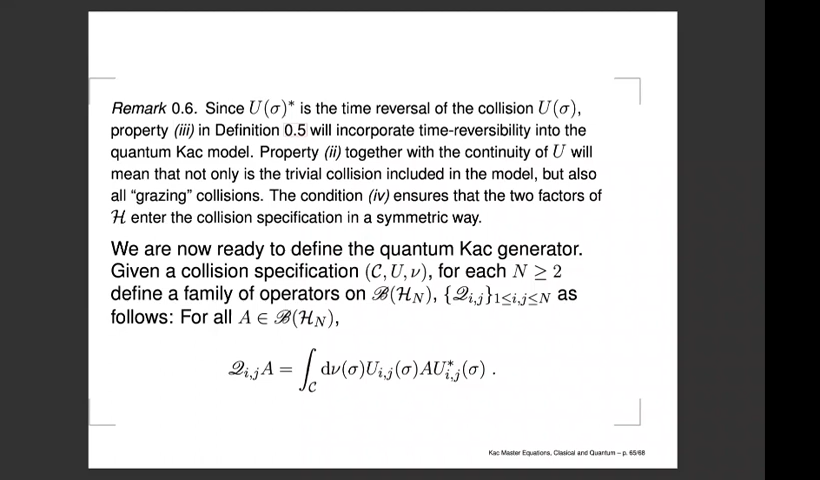 Remark 0.6. Since U(σ)* is the time reversal of the collision U(σ),
property (iii) in Definition 0.5 will incorporate time-reversibility into the
quantum Kac model. Property (ii) together with the continuity of U will
mean that not only is the trivial collision included in the model, but also
all “grazing” collisions. The condition (iv) ensures that the two factors of
ℋ enter the collision specification in a symmetric way.
We are now ready to define the quantum Kac generator.
Given a collision specification (𝒞, U, ν), for each N ≥ 2
define a family of operators on ℬ(ℋ_N), {𝒬_{i,j}}_{1≤i,j≤N} as
follows: For all A ∈ ℬ(ℋ_N),
𝒬_{i,j}A = ∫_𝒞 dν(σ)U_{i,j}(σ)AU*_{i,j}(σ) .
Kac Master Equations, Clasical and Quantum – p. 65/68